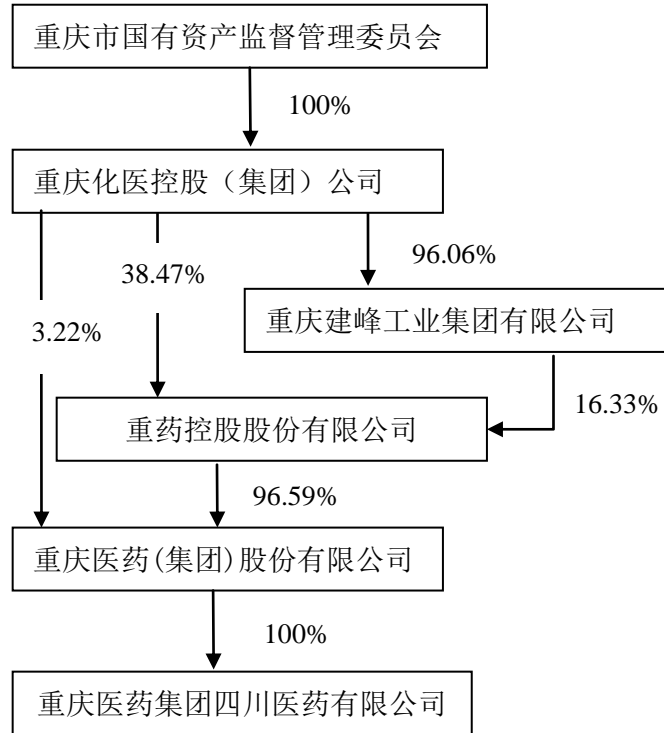 重庆市国有资产监督管理委员会
100%
重庆化医控股（集团）公司
96.06%
38.47%
3.22%
重庆建峰工业集团有限公司
16.33%
重药控股股份有限公司
96.59%
重庆医药(集团)股份有限公司
100%
重庆医药集团四川医药有限公司